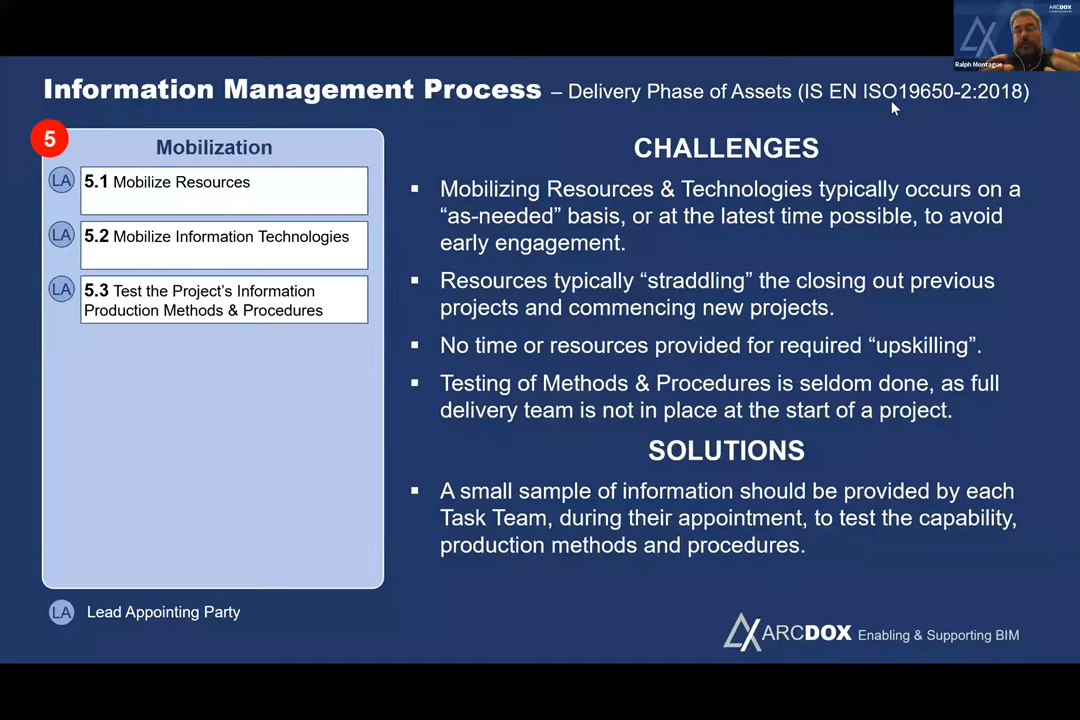 ARCDOX
Ralph Montague
Information Management Process – Delivery Phase of Assets (IS EN ISO19650-2:2018)
5
Mobilization
LA 5.1 Mobilize Resources
LA 5.2 Mobilize Information Technologies
LA 5.3 Test the Project's Information
Production Methods & Procedures
LA Lead Appointing Party
CHALLENGES
▪ Mobilizing Resources & Technologies typically occurs on a
“as-needed” basis, or at the latest time possible, to avoid
early engagement.
▪ Resources typically “straddling” the closing out previous
projects and commencing new projects.
▪ No time or resources provided for required “upskilling”.
▪ Testing of Methods & Procedures is seldom done, as full
delivery team is not in place at the start of a project.
SOLUTIONS
▪ A small sample of information should be provided by each
Task Team, during their appointment, to test the capability,
production methods and procedures.
ARCDOX Enabling & Supporting BIM